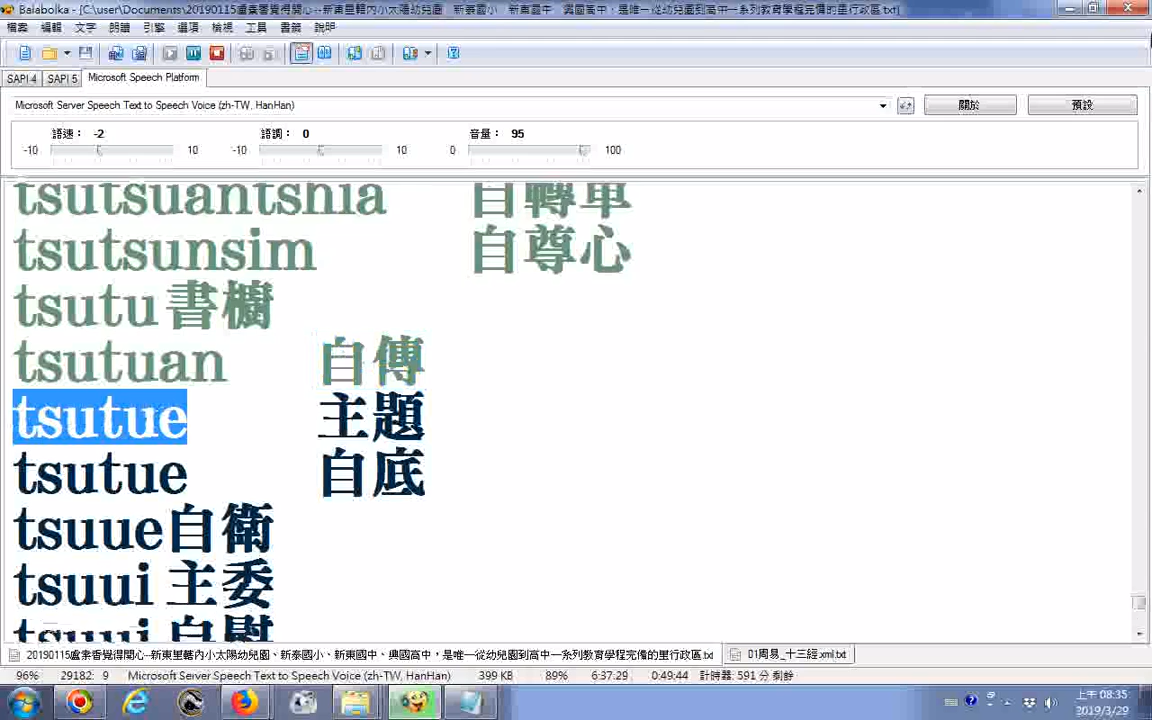 Balabolka - [C:\user\Documents\20190115盧素香覺得開心--新東里轄內小太陽幼兒園、新泰國小、新東國中、興國高中，是唯一從幼兒園到高中一系列教育學程完備的里行政區.txt]
檔案 編輯 文字 朗讀 引擎 選項 檢視 工具 書籤 說明
SAPI 4 SAPI 5 Microsoft Speech Platform
Microsoft Server Speech Text to Speech Voice (zh-TW, HanHan) 關於 預設
語速： -2 語調： 0 音量： 95
-10 10 -10 10 0 100
tsutsuantshia 自轉車
tsutsunsim 自尊心
tsutu 書櫥
tsutuan 自傳
tsutue 主題
tsutue 自底
tsuue自衛
tsuui 主委
tsuui 自慰
20190115盧素香覺得開心--新東里轄內小太陽幼兒園、新泰國小、新東國中、興國高中，是唯一從幼兒園到高中一系列教育學程完備的里行政區.txt 01周易_十三經.xml.txt
96% 29182: 9 Microsoft Server Speech Text to Speech Voice (zh-TW, HanHan) 399 KB 89% 6:37:29 0:49:44 計時器: 591 分 剩餘
上午 08:35
2019/3/29